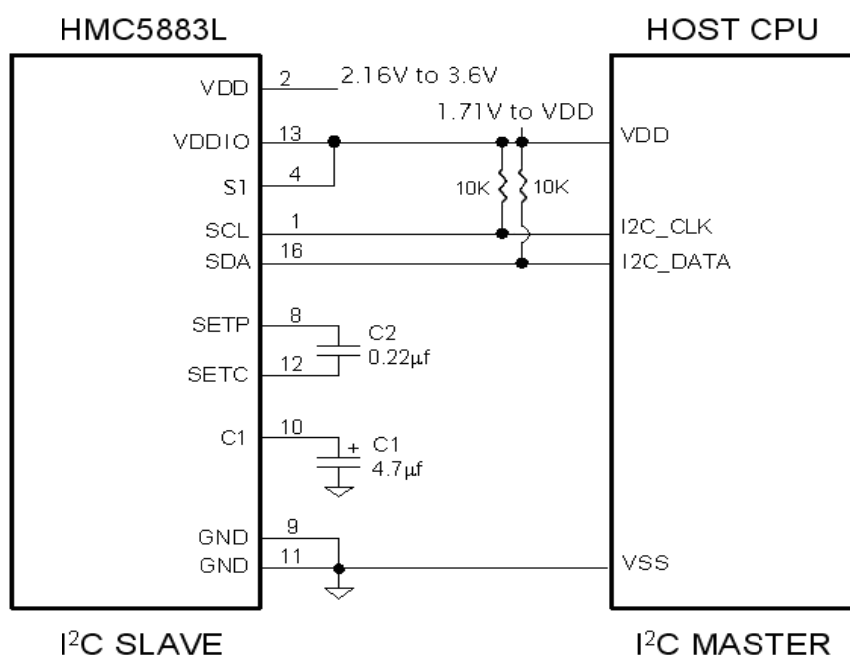 HMC5883L
HOST CPU
VDD 2 2.16V to 3.6V
1.71V to VDD
VDDIO 13
VDD
S1 4
10K 10K
SCL 1
I2C_CLK
SDA 16
I2C_DATA
SETP 8
C2
0.22µf
SETC 12
C1 10
+ C1
4.7µf
GND 9
GND 11
VSS
I²C SLAVE
I²C MASTER